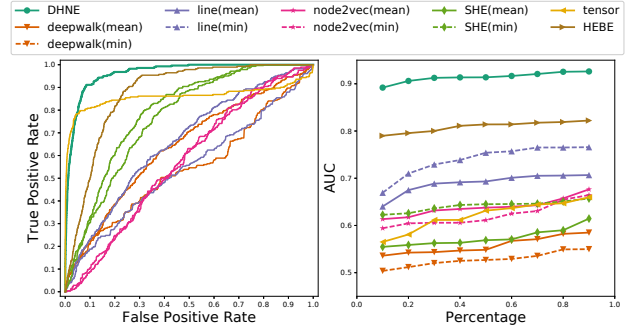 DHNE line(mean) node2vec(mean) SHE(mean) tensor
deepwalk(mean) line(min) node2vec(min) SHE(min) HEBE
deepwalk(min)
1.0
0.9
0.8
0.7
0.6
0.5
0.4
0.3
0.2
0.1
0.0
True Positive Rate
0.0 0.1 0.2 0.3 0.4 0.5 0.6 0.7 0.8 0.9 1.0
False Positive Rate
0.9
0.8
0.7
0.6
0.5
AUC
0.0 0.2 0.4 0.6 0.8 1.0
Percentage